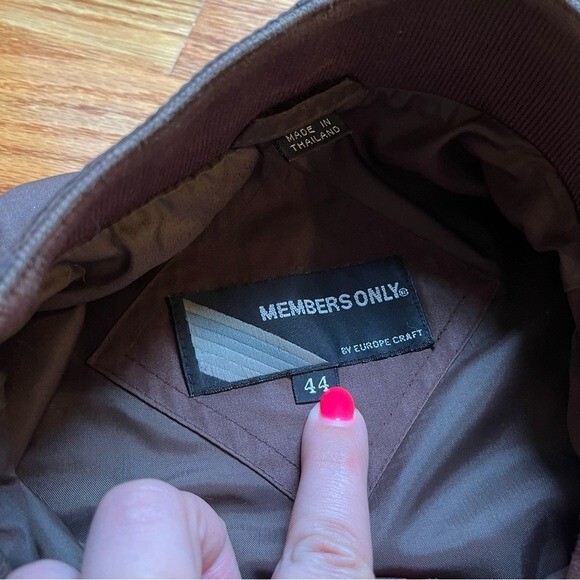 MADE IN
THAILAND
MEMBERS ONLY®
BY EUROPE CRAFT
44